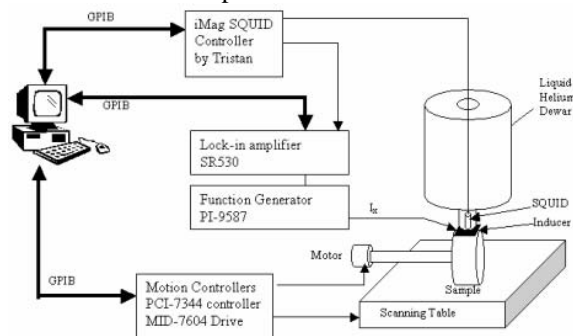 GPIB
iMag SQUID
Controller
by Tristan
GPIB
Liquid
Helium
Dewar
Lock-in amplifier
SR530
Function Generator
PI-9587
Ix
SQUID
Inducer
Motor
Sample
Scanning Table
GPIB
Motion Controllers
PCI-7344 controller
MID-7604 Drive